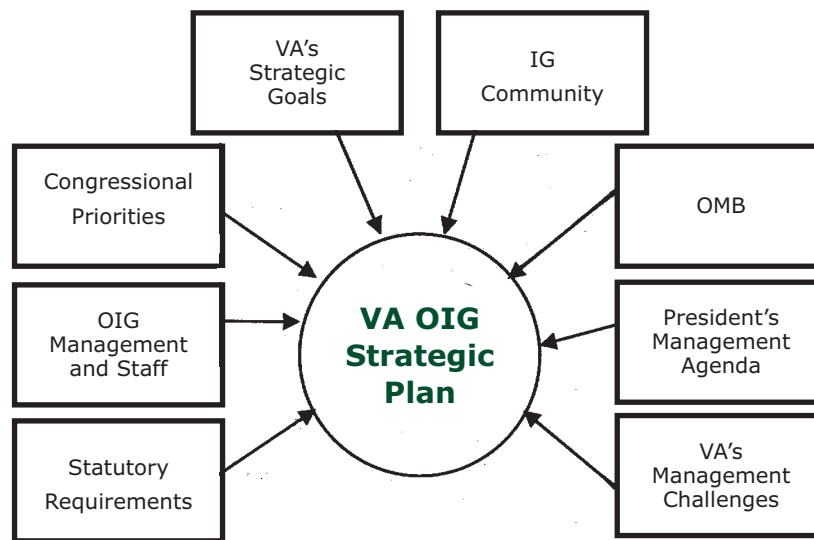 VA's
Strategic
Goals
IG
Community
Congressional
Priorities
OMB
OIG
Management
and Staff
VA OIG
Strategic
Plan
President's
Management
Agenda
Statutory
Requirements
VA's
Management
Challenges